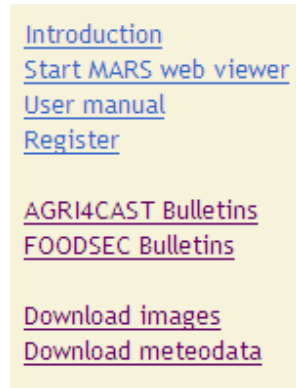 Introduction
Start MARS web viewer
User manual
Register
AGRI4CAST Bulletins
FOODSEC Bulletins
Download images
Download meteodata